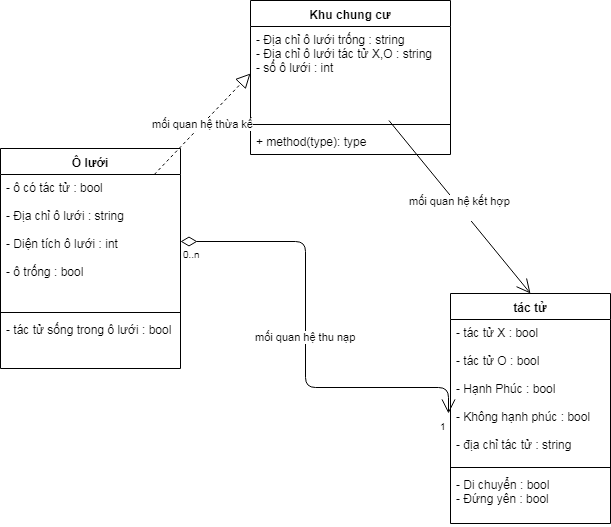 Khu chung cư
- Địa chỉ ô lưới trống : string
- Địa chỉ ô lưới tác tử X,O : string
- số ô lưới : int
+ method(type): type
mối quan hệ thừa kế
Ô lưới
- ô có tác tử : bool
- Địa chỉ ô lưới : string
- Diện tích ô lưới : int
- ô trống : bool
- tác tử sống trong ô lưới : bool
mối quan hệ kết hợp
0..n
mối quan hệ thu nạp
1
tác tử
- tác tử X : bool
- tác tử O : bool
- Hạnh Phúc : bool
- Không hạnh phúc : bool
- địa chỉ tác tử : string
- Di chuyển : bool
- Đứng yên : bool